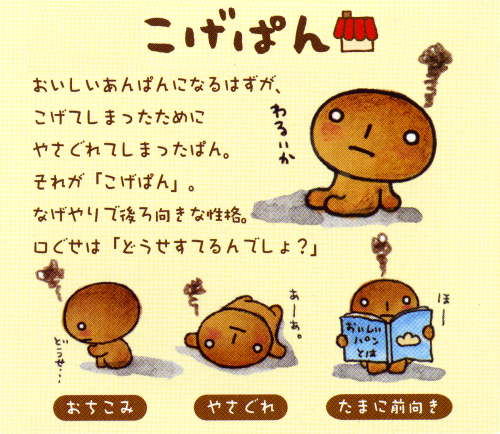 こげぱん
おいしいあんぱんになるはずが、
こげてしまったために
やさぐれてしまったぱん。
それが「こげぱん」。
なげやりで後ろ向きな性格。
口ぐせは「どうせすてるんでしょ？」
わるいか
どうせ…
あーあ。
ほー
おいしい
パン
とは
おちこみ
やさぐれ
たまに前向き